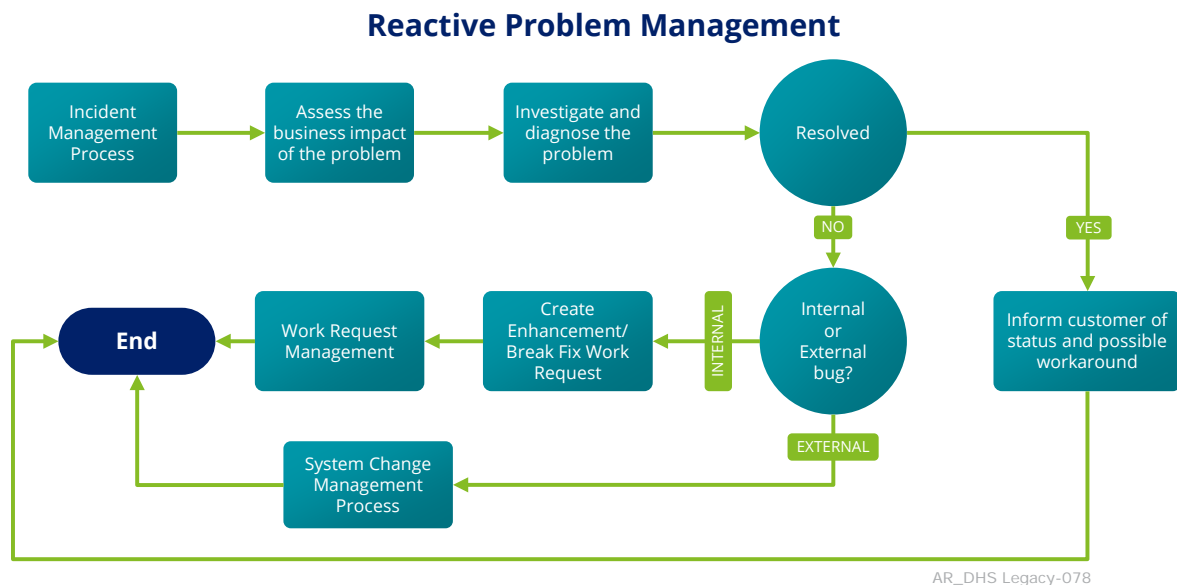 Reactive Problem Management
Incident
Management
Process
Assess the
business impact
of the problem
Investigate and
diagnose the
problem
Resolved
NO
YES
End
Work Request
Management
Create
Enhancement/
Break Fix Work
Request
INTERNAL
Internal
or
External
bug?
Inform customer of
status and possible
workaround
EXTERNAL
System Change
Management
Process
AR_DHS Legacy-078